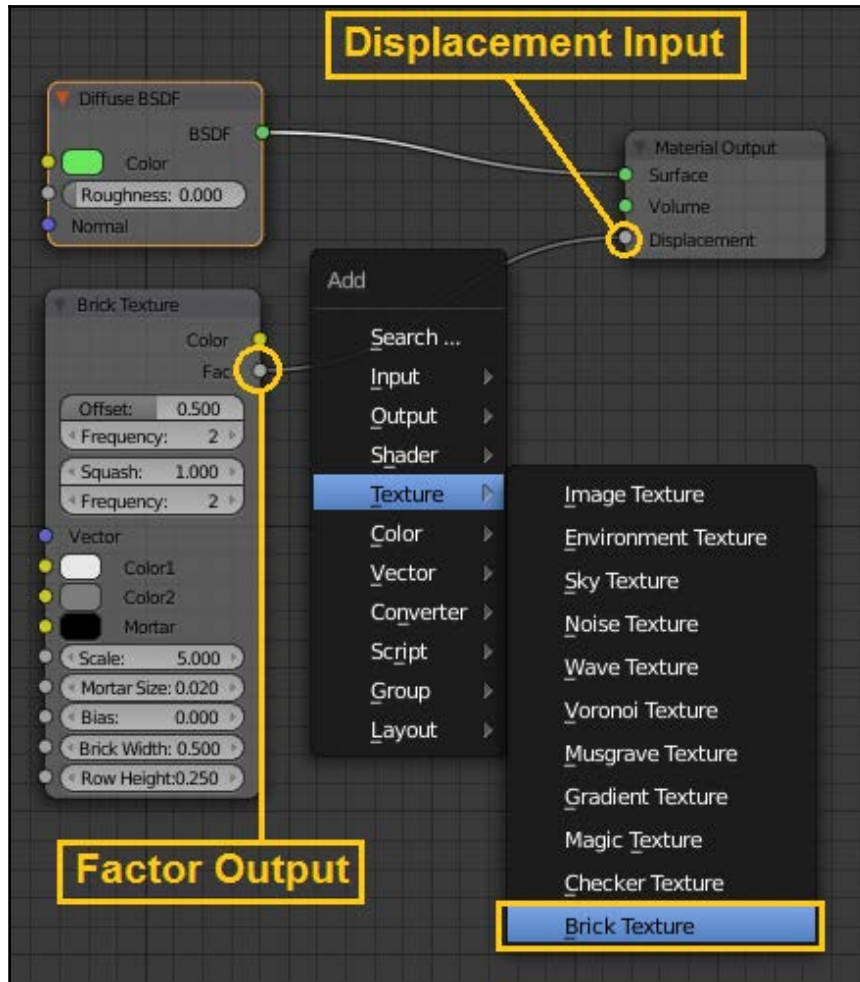 Displacement Input
Diffuse BSDF
BSDF
Color
Roughness: 0.000
Normal
Material Output
Surface
Volume
Displacement
Brick Texture
Color
Fac
Offset: 0.500
Frequency: 2
Squash: 1.000
Frequency: 2
Vector
Color1
Color2
Mortar
Scale: 5.000
Mortar Size: 0.020
Bias: 0.000
Brick Width: 0.500
Row Height:0.250
Factor Output
Add
Search ...
Input
Output
Shader
Texture
Color
Vector
Converter
Script
Group
Layout
Image Texture
Environment Texture
Sky Texture
Noise Texture
Wave Texture
Voronoi Texture
Musgrave Texture
Gradient Texture
Magic Texture
Checker Texture
Brick Texture